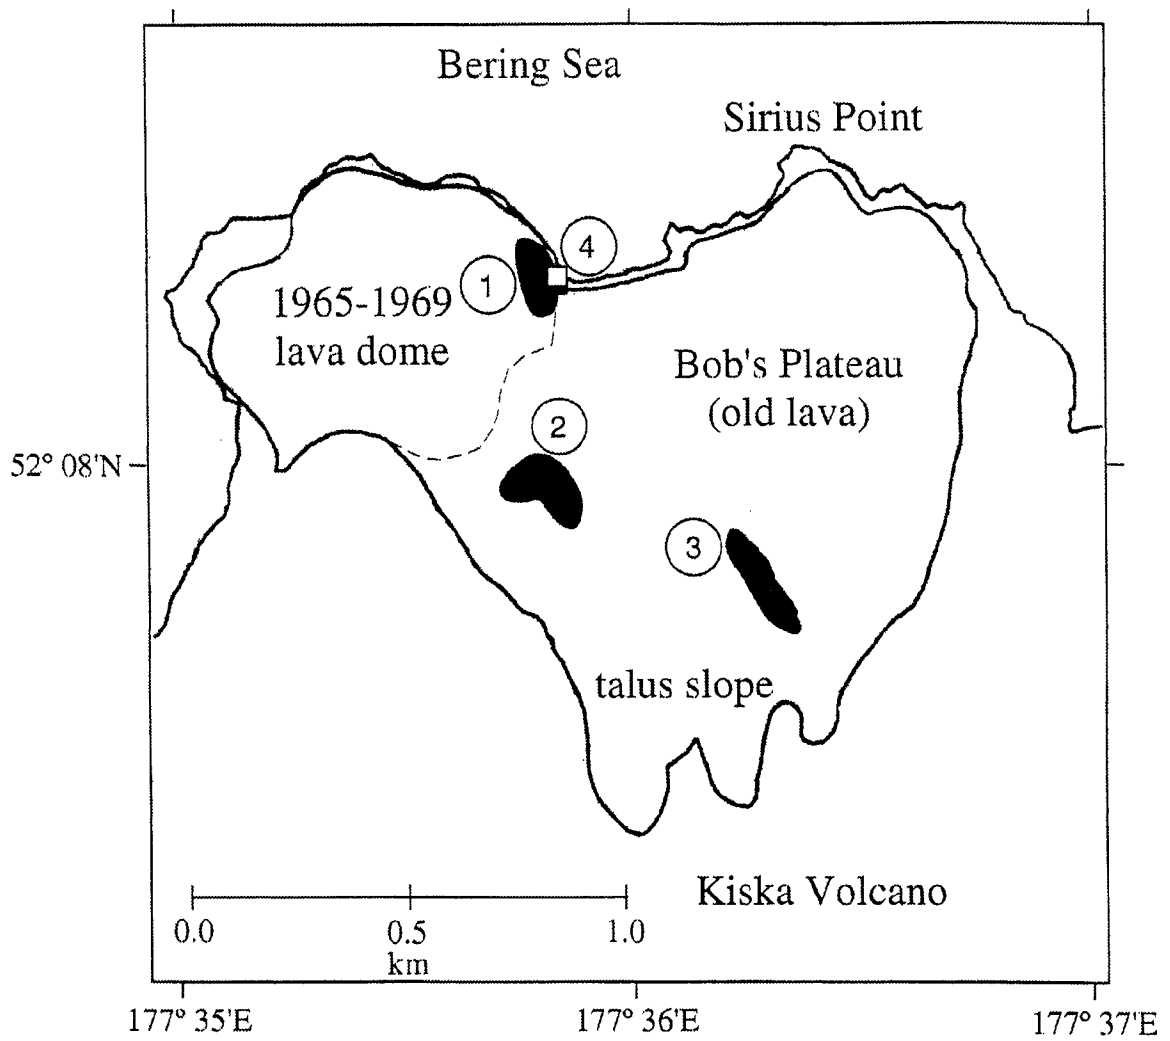 Bering Sea
Sirius Point
4
1
1965-1969
lava dome
Bob's Plateau
(old lava)
2
52° 08'N
3
talus slope
Kiska Volcano
0.0 0.5 1.0
km
177° 35'E 177° 36'E 177° 37'E